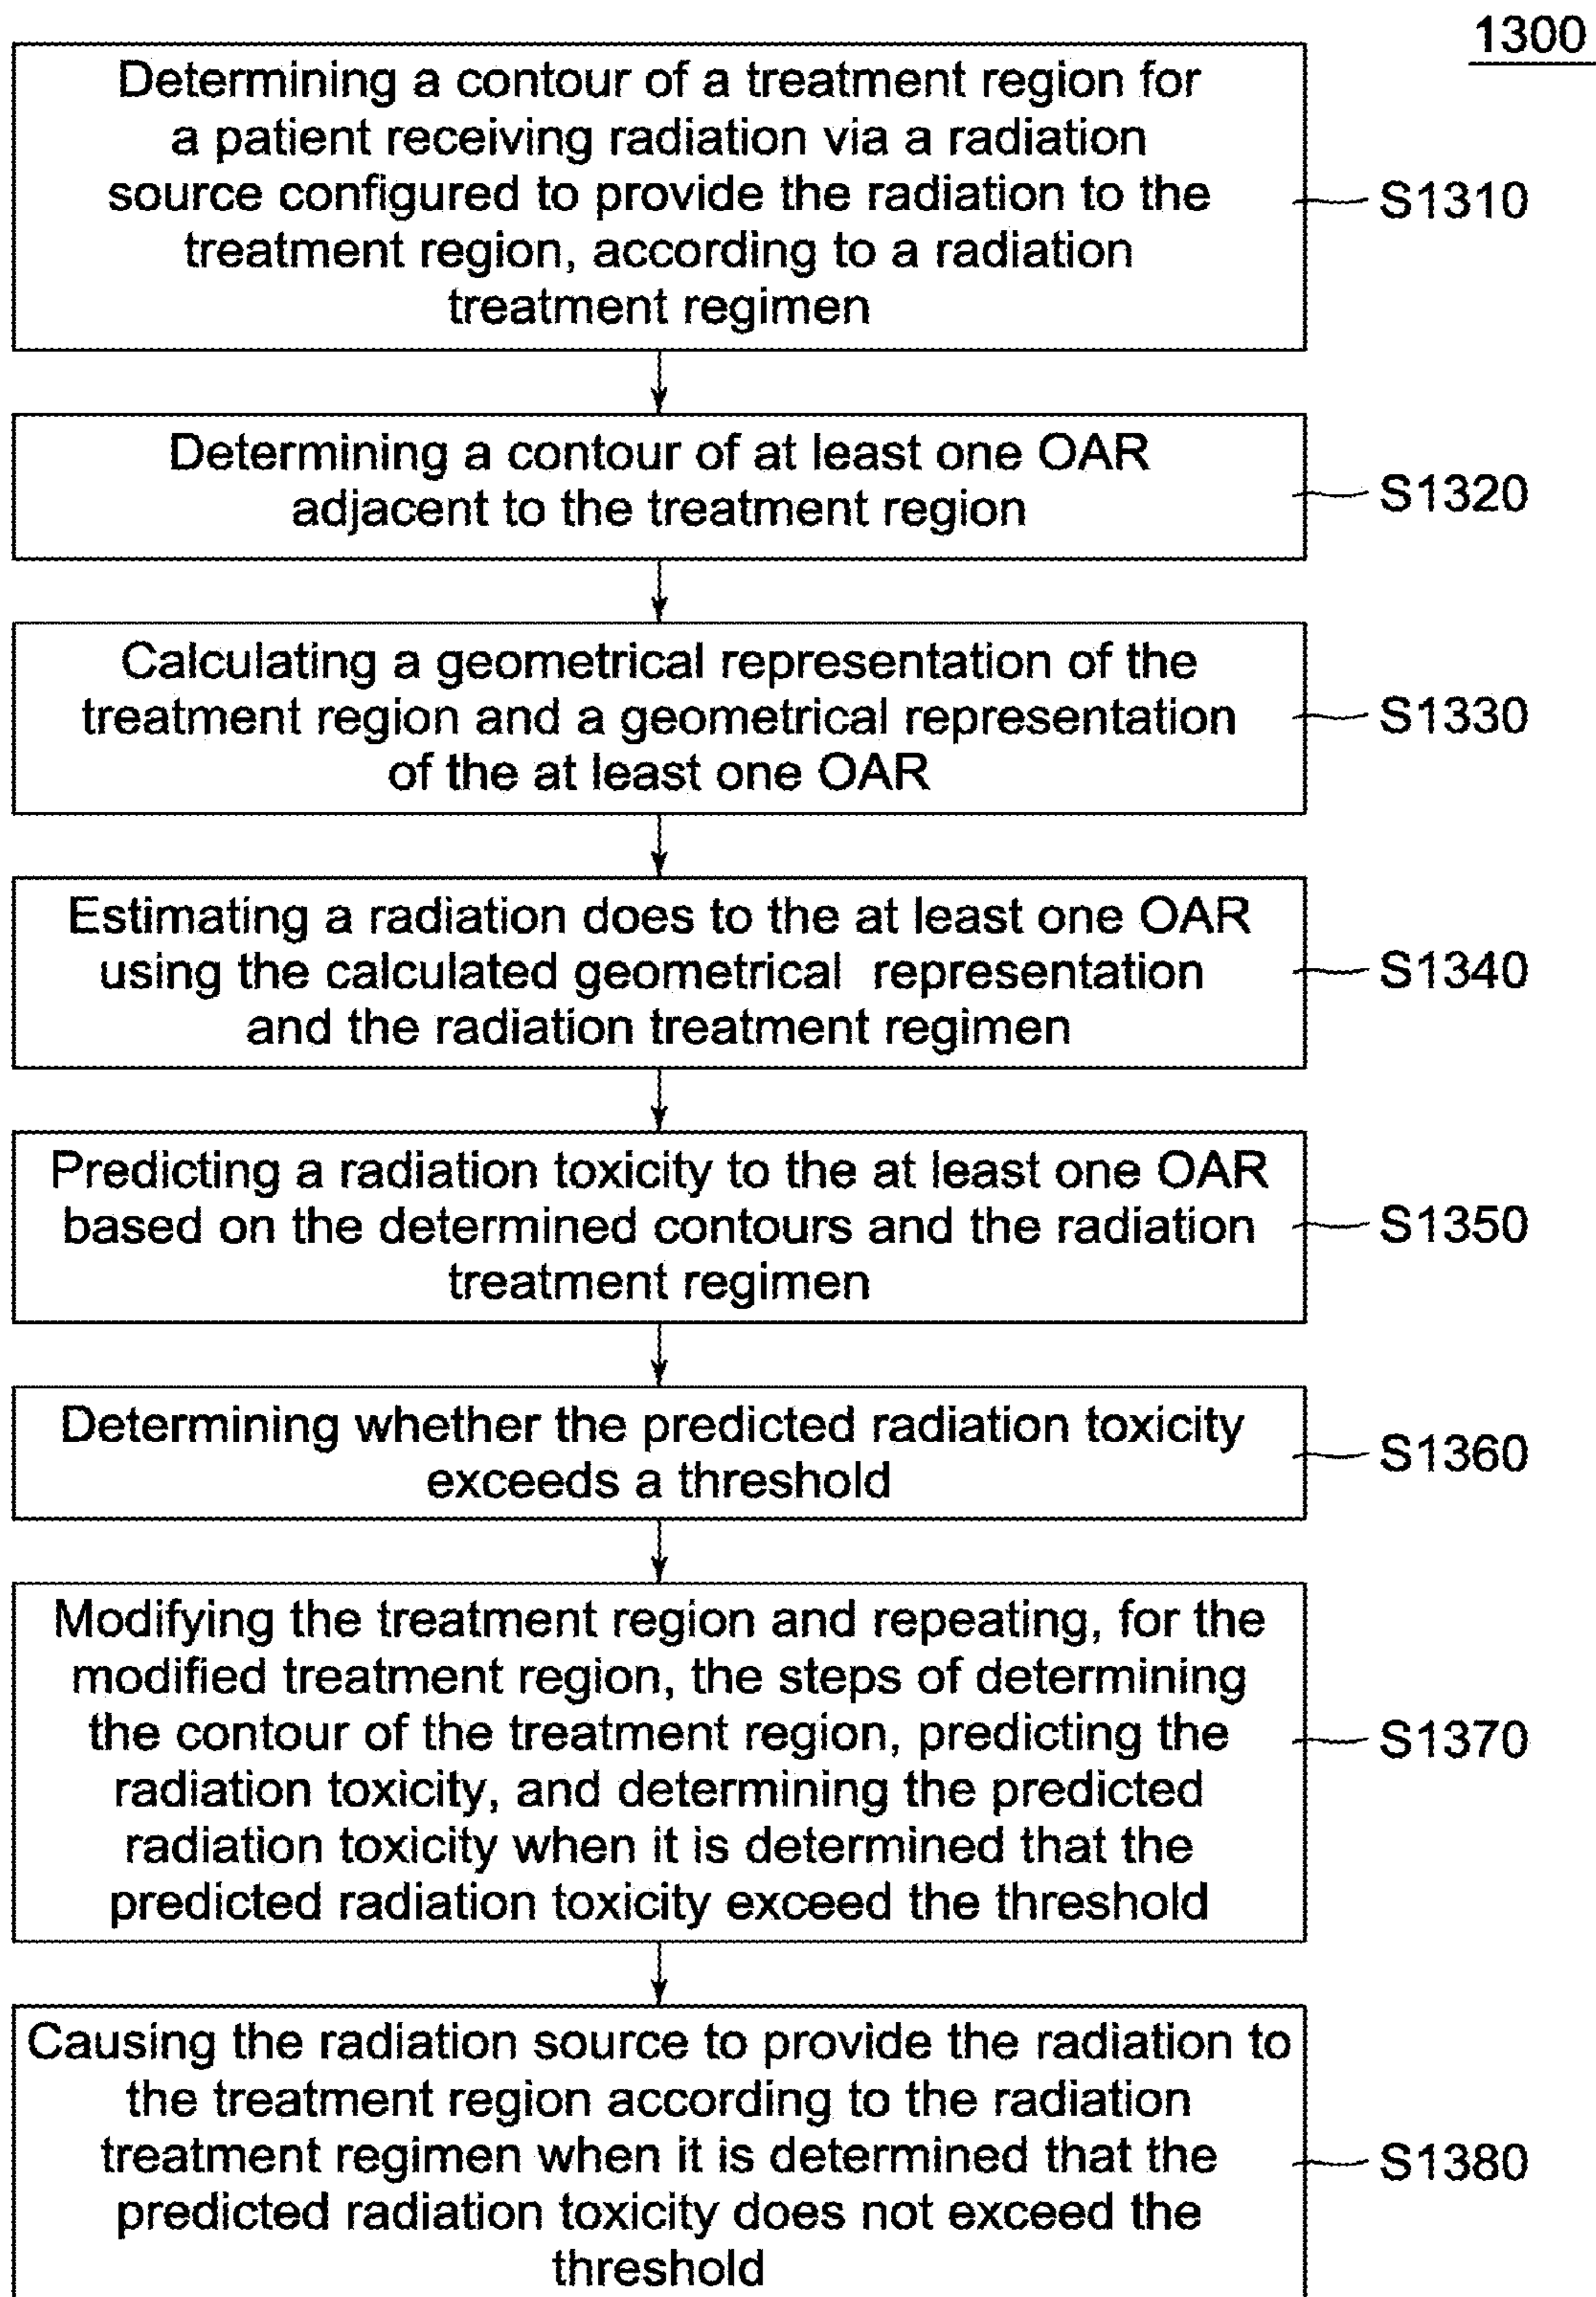 1300
Determining a contour of a treatment region for
a patient receiving radiation via a radiation
source configured to provide the radiation to the
treatment region, according to a radiation
treatment regimen
S1310
Determining a contour of at least one OAR
adjacent to the treatment region
S1320
Calculating a geometrical representation of the
treatment region and a geometrical representation
of the at least one OAR
S1330
Estimating a radiation does to the at least one OAR
using the calculated geometrical representation
and the radiation treatment regimen
S1340
Predicting a radiation toxicity to the at least one OAR
based on the determined contours and the radiation
treatment regimen
S1350
Determining whether the predicted radiation toxicity
exceeds a threshold
S1360
Modifying the treatment region and repeating, for the
modified treatment region, the steps of determining
the contour of the treatment region, predicting the
radiation toxicity, and determining the predicted
radiation toxicity when it is determined that the
predicted radiation toxicity exceed the threshold
S1370
Causing the radiation source to provide the radiation to
the treatment region according to the radiation
treatment regimen when it is determined that the
predicted radiation toxicity does not exceed the
threshold
S1380